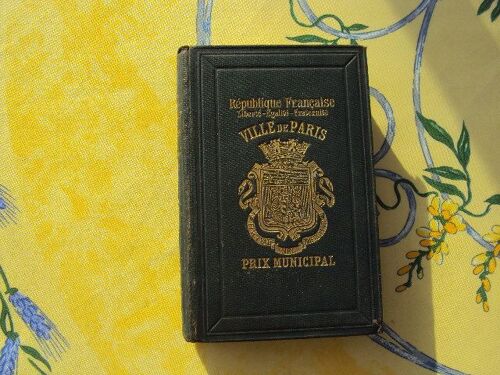 République Française
Liberté-Égalité-Fraternité
VILLE DE PARIS
PRIX MUNICIPAL